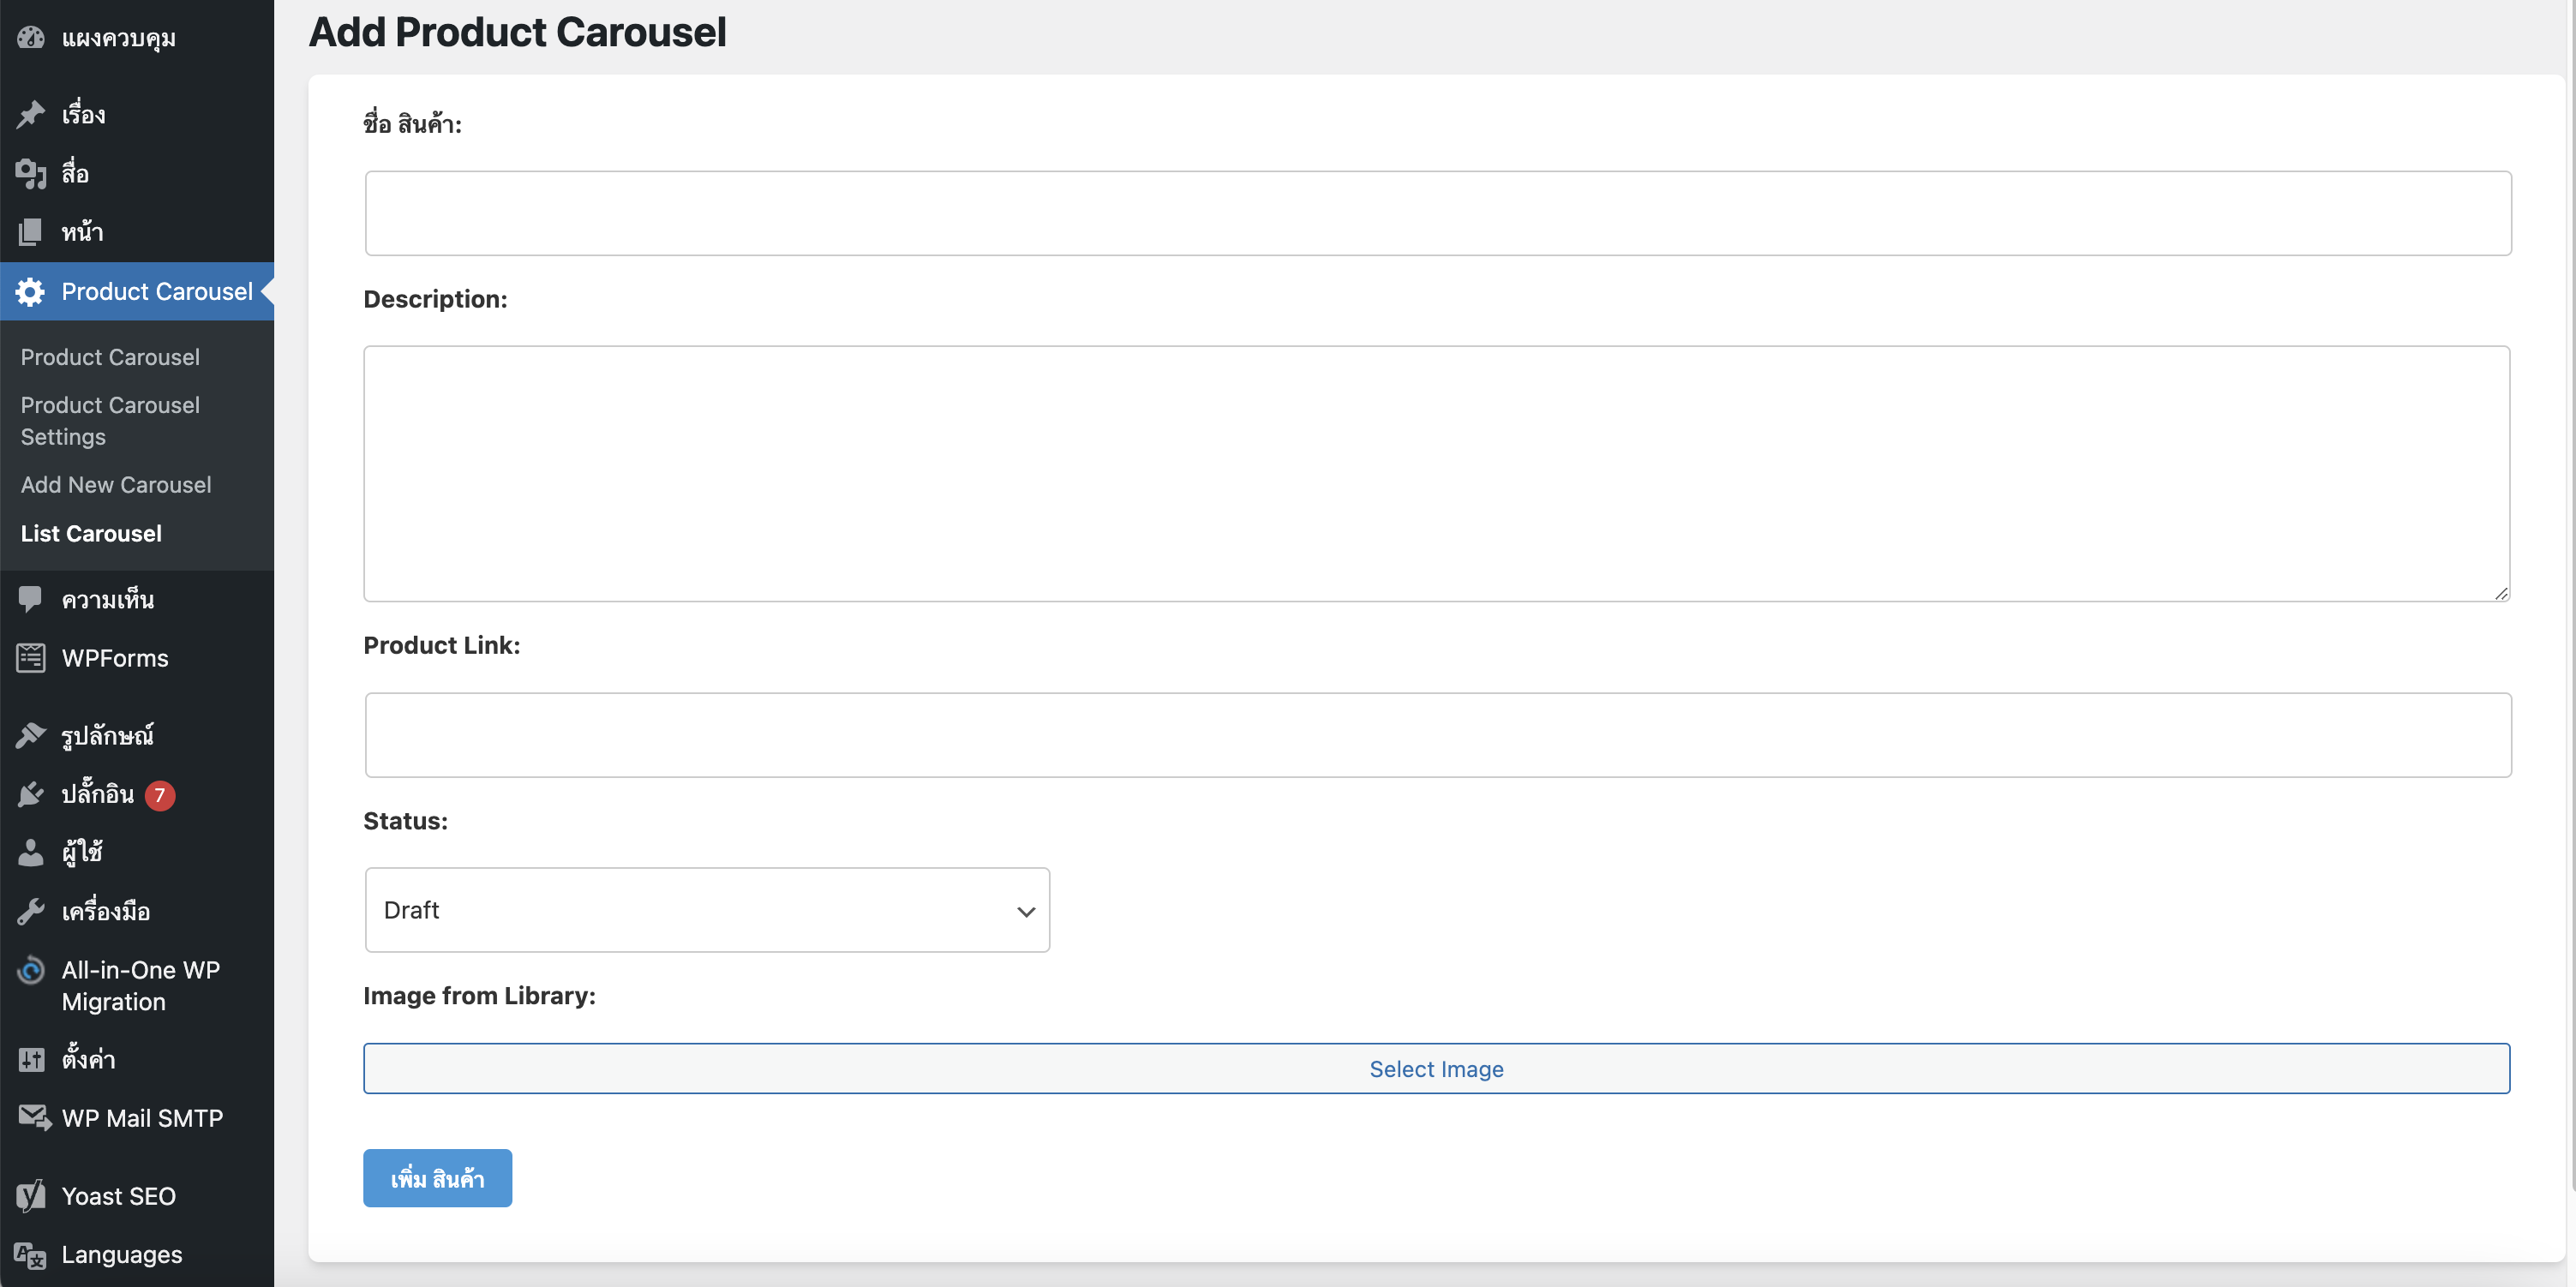 แผงควบคุม
เรื่อง
สื่อ
หน้า
Product Carousel
Product Carousel
Product Carousel
Settings
Add New Carousel
List Carousel
ความเห็น
WPForms
รูปลักษณ์
ปลั๊กอิน 7
ผู้ใช้
เครื่องมือ
All-in-One WP
Migration
ตั้งค่า
WP Mail SMTP
Yoast SEO
Languages
Add Product Carousel
ชื่อ สินค้า:
Description:
Product Link:
Status:
Draft
Image from Library:
Select Image
เพิ่ม สินค้า